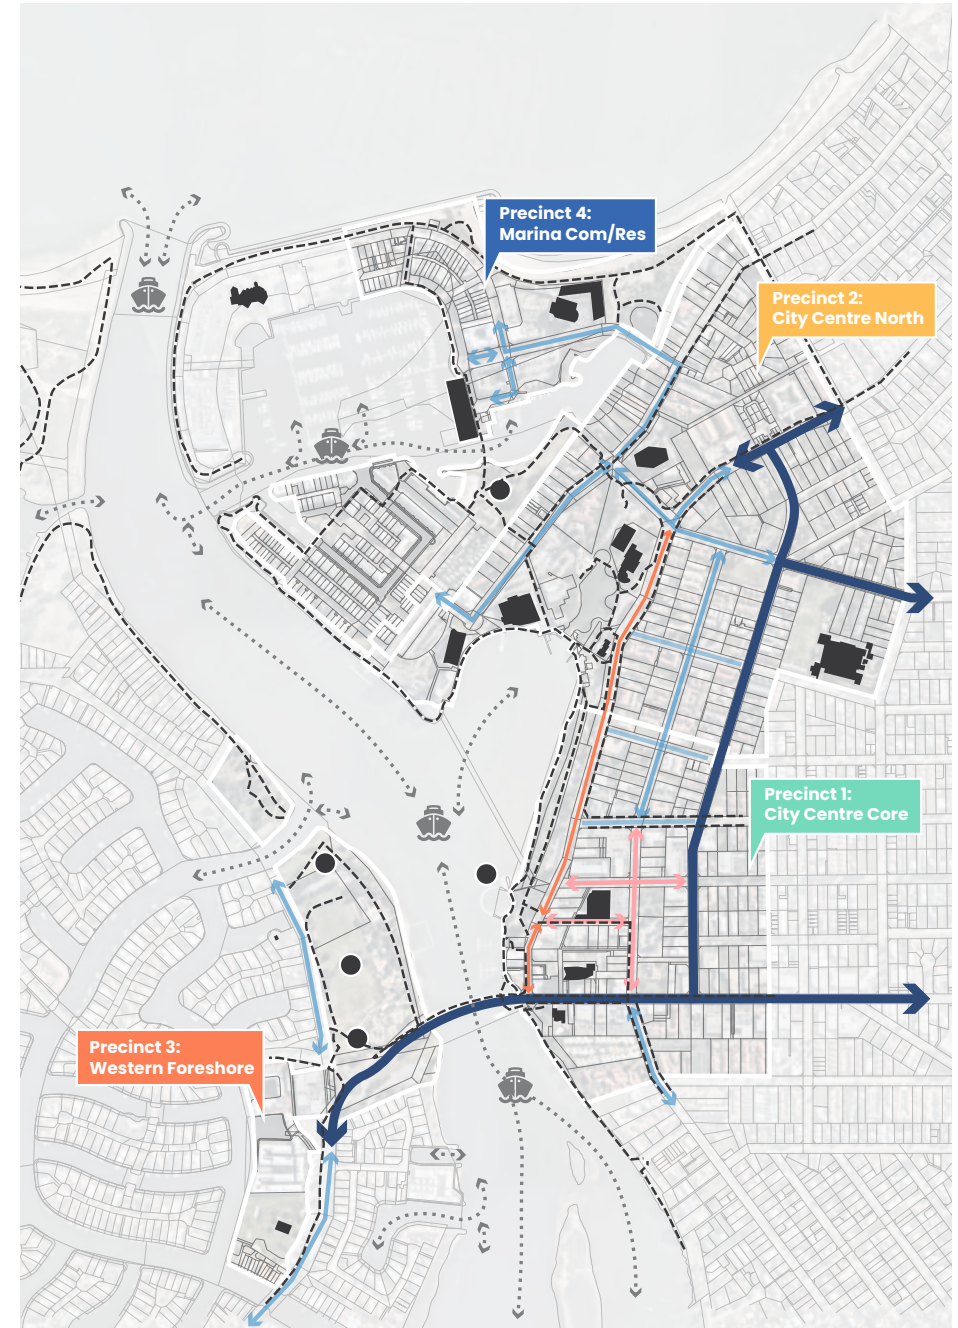 Precinct 4:
Marina Com/Res
Precinct 2:
City Centre North
Precinct 1:
City Centre Core
Precinct 3:
Western Foreshore